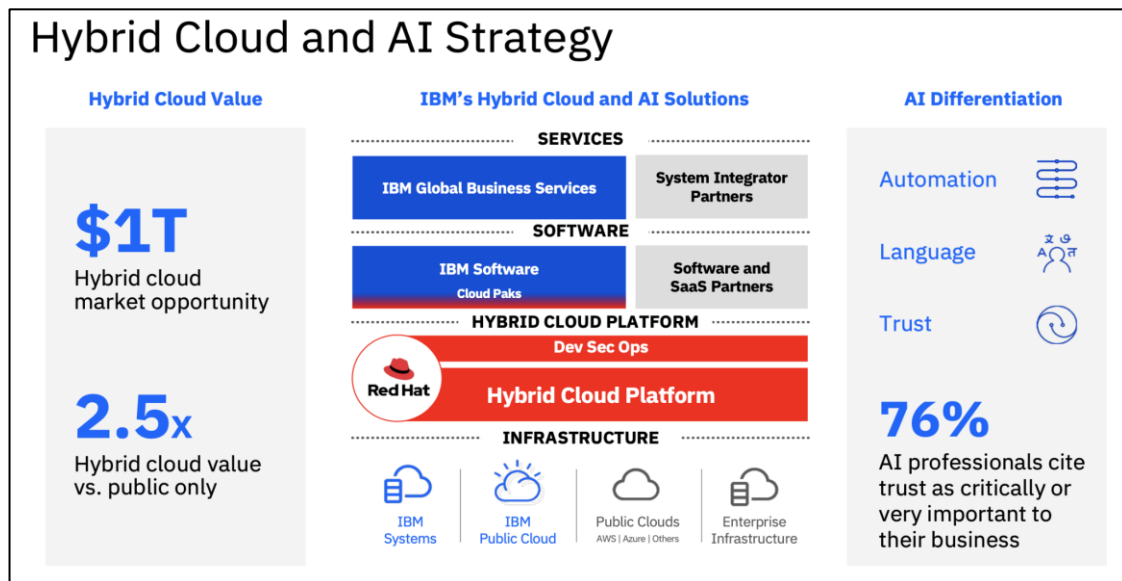 Hybrid Cloud and AI Strategy
Hybrid Cloud Value
$1T
Hybrid cloud
market opportunity
2.5x
Hybrid cloud value
vs. public only
IBM's Hybrid Cloud and AI Solutions
SERVICES
IBM Global Business Services
System Integrator
Partners
SOFTWARE
IBM Software
Cloud Paks
Software and
SaaS Partners
HYBRID CLOUD PLATFORM
Dev Sec Ops
Red Hat
Hybrid Cloud Platform
INFRASTRUCTURE
IBM
Systems
IBM
Public Cloud
Public Clouds
AWS | Azure | Others
Enterprise
Infrastructure
AI Differentiation
Automation
Language
Trust
76%
AI professionals cite
trust as critically or
very important to
their business